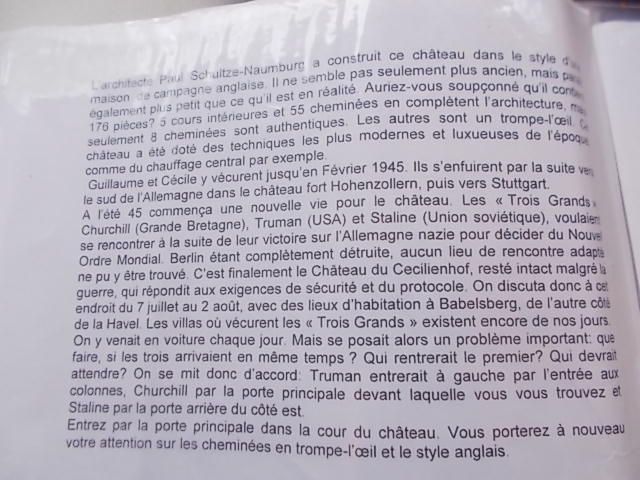 L'architecte Paul Schultze-Naumburg a construit ce château dans le style d'une
maison de campagne anglaise. Il ne semble pas seulement plus ancien, mais
également plus petit que ce qu'il est en réalité. Auriez-vous soupçonné qu'il
176 pièces? 5 cours intérieures et 55 cheminées en complètent l'architecture,
seulement 8 cheminées sont authentiques. Les autres sont un trompe-l'œil.
château a été doté des techniques les plus modernes et luxueuses de l'époque
comme du chauffage central par exemple.
Guillaume et Cécile y vécurent jusqu'en Février 1945. Ils s'enfuirent par la suite vers
le sud de l'Allemagne dans le château fort Hohenzollern, puis vers Stuttgart.
A l'été 45 commença une nouvelle vie pour le château. Les « Trois Grands »
Churchill (Grande Bretagne), Truman (USA) et Staline (Union soviétique), voulaient
se rencontrer à la suite de leur victoire sur l'Allemagne nazie pour décider du Nouvel
Ordre Mondial. Berlin étant complètement détruite, aucun lieu de rencontre adapté
ne pu y être trouvé. C'est finalement le Château du Cecilienhof, resté intact malgré la
guerre, qui répondit aux exigences de sécurité et du protocole. On discuta donc à cet
endroit du 7 juillet au 2 août, avec des lieux d'habitation à Babelsberg, de l'autre côté
de la Havel. Les villas où vécurent les « Trois Grands » existent encore de nos jours.
On y venait en voiture chaque jour. Mais se posait alors un problème important: que
faire, si les trois arrivaient en même temps ? Qui rentrerait le premier? Qui devrait
attendre? On se mit donc d'accord: Truman entrerait à gauche par l'entrée aux
colonnes, Churchill par la porte principale devant laquelle vous vous trouvez et
Staline par la porte arrière du côté est.
Entrez par la porte principale dans la cour du château. Vous porterez à nouveau
votre attention sur les cheminées en trompe-l'œil et le style anglais.